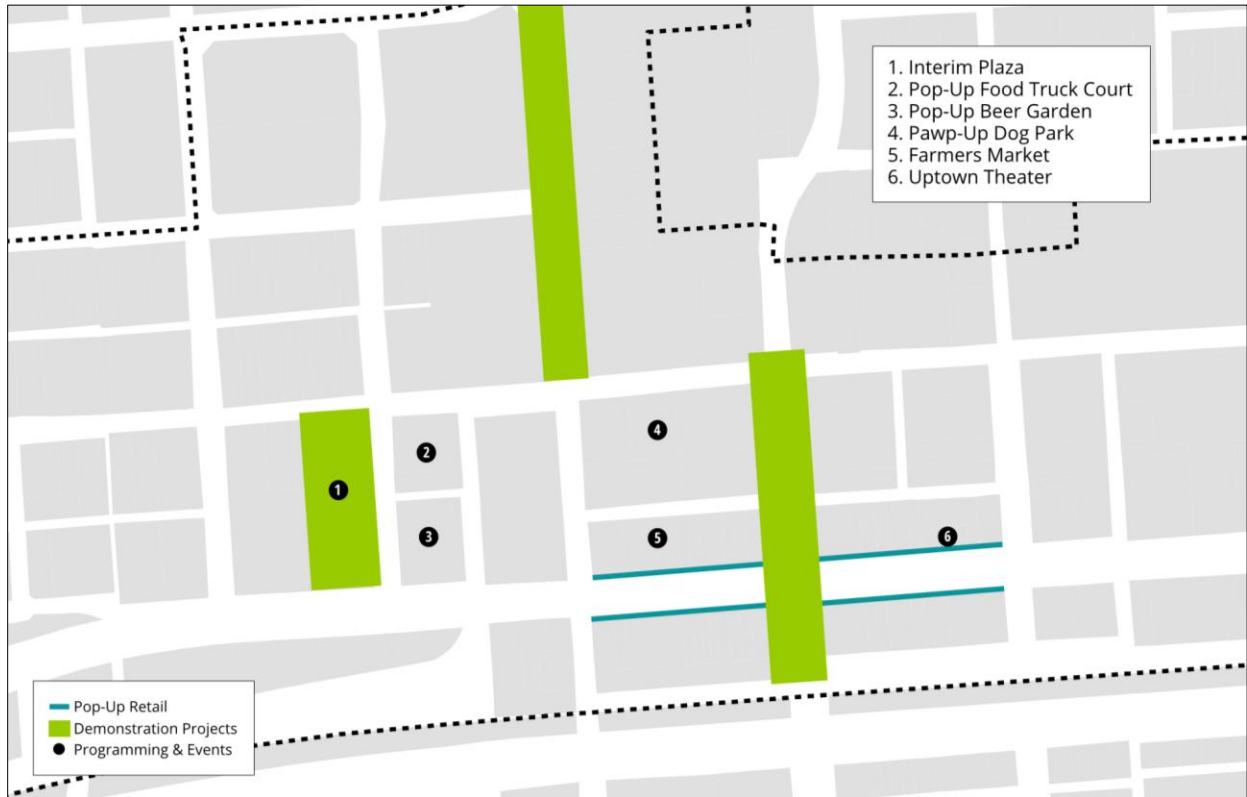 1. Interim Plaza
2. Pop-Up Food Truck Court
3. Pop-Up Beer Garden
4. Pawp-Up Dog Park
5. Farmers Market
6. Uptown Theater
2
4
1
3
5
6
Pop-Up Retail
Demonstration Projects
Programming & Events